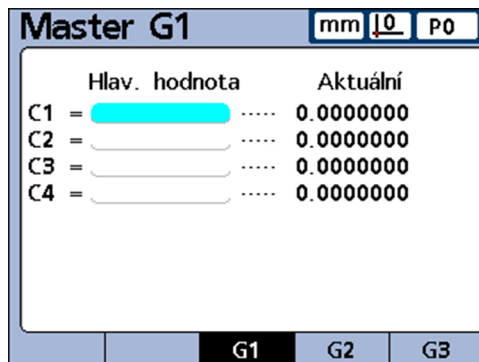 Master G1 mm 0 P0
Hlav. hodnota Aktuální
C1 = ..... 0.0000000
C2 = ..... 0.0000000
C3 = ..... 0.0000000
C4 = ..... 0.0000000
G1 G2 G3